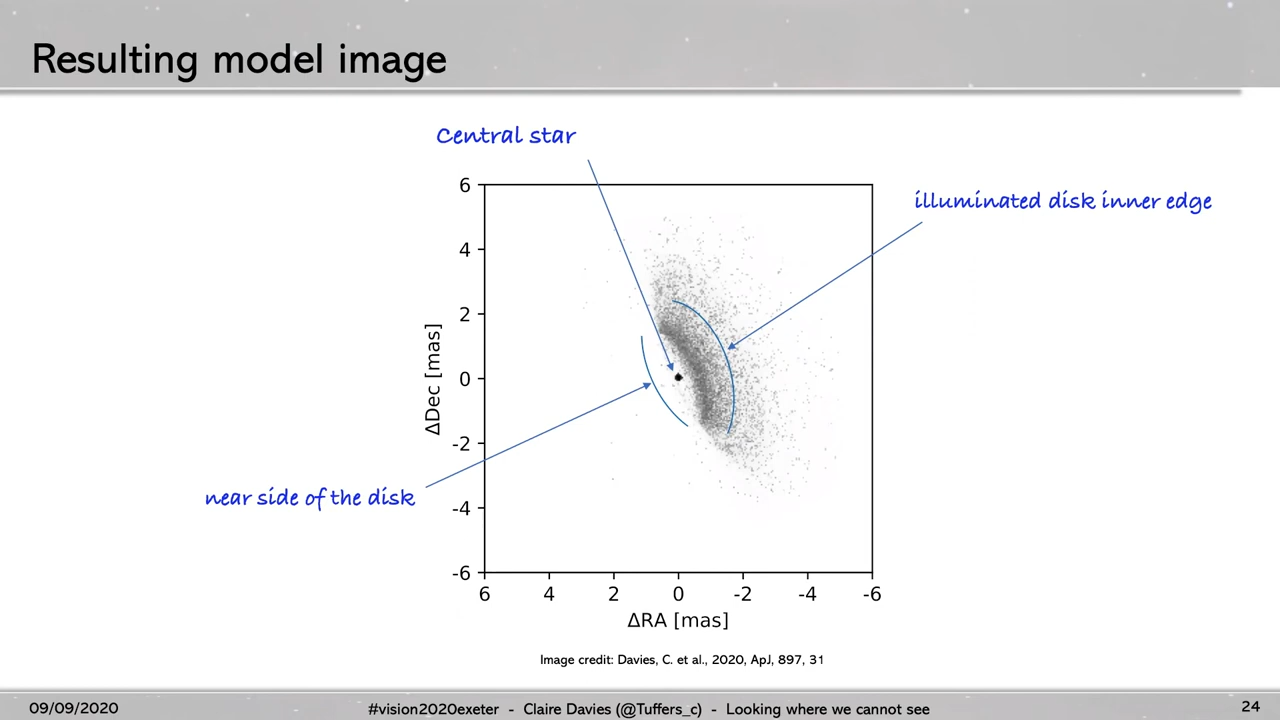 Resulting model image
Central star
illuminated disk inner edge
near side of the disk
6
4
2
0
-2
-4
-6
ΔDec [mas]
6
4
2
0
-2
-4
-6
ΔRA [mas]
Image credit: Davies, C. et al., 2020, ApJ, 897, 31
09/09/2020
#vision2020exeter - Claire Davies (@Tuffers_c) - Looking where we cannot see
24